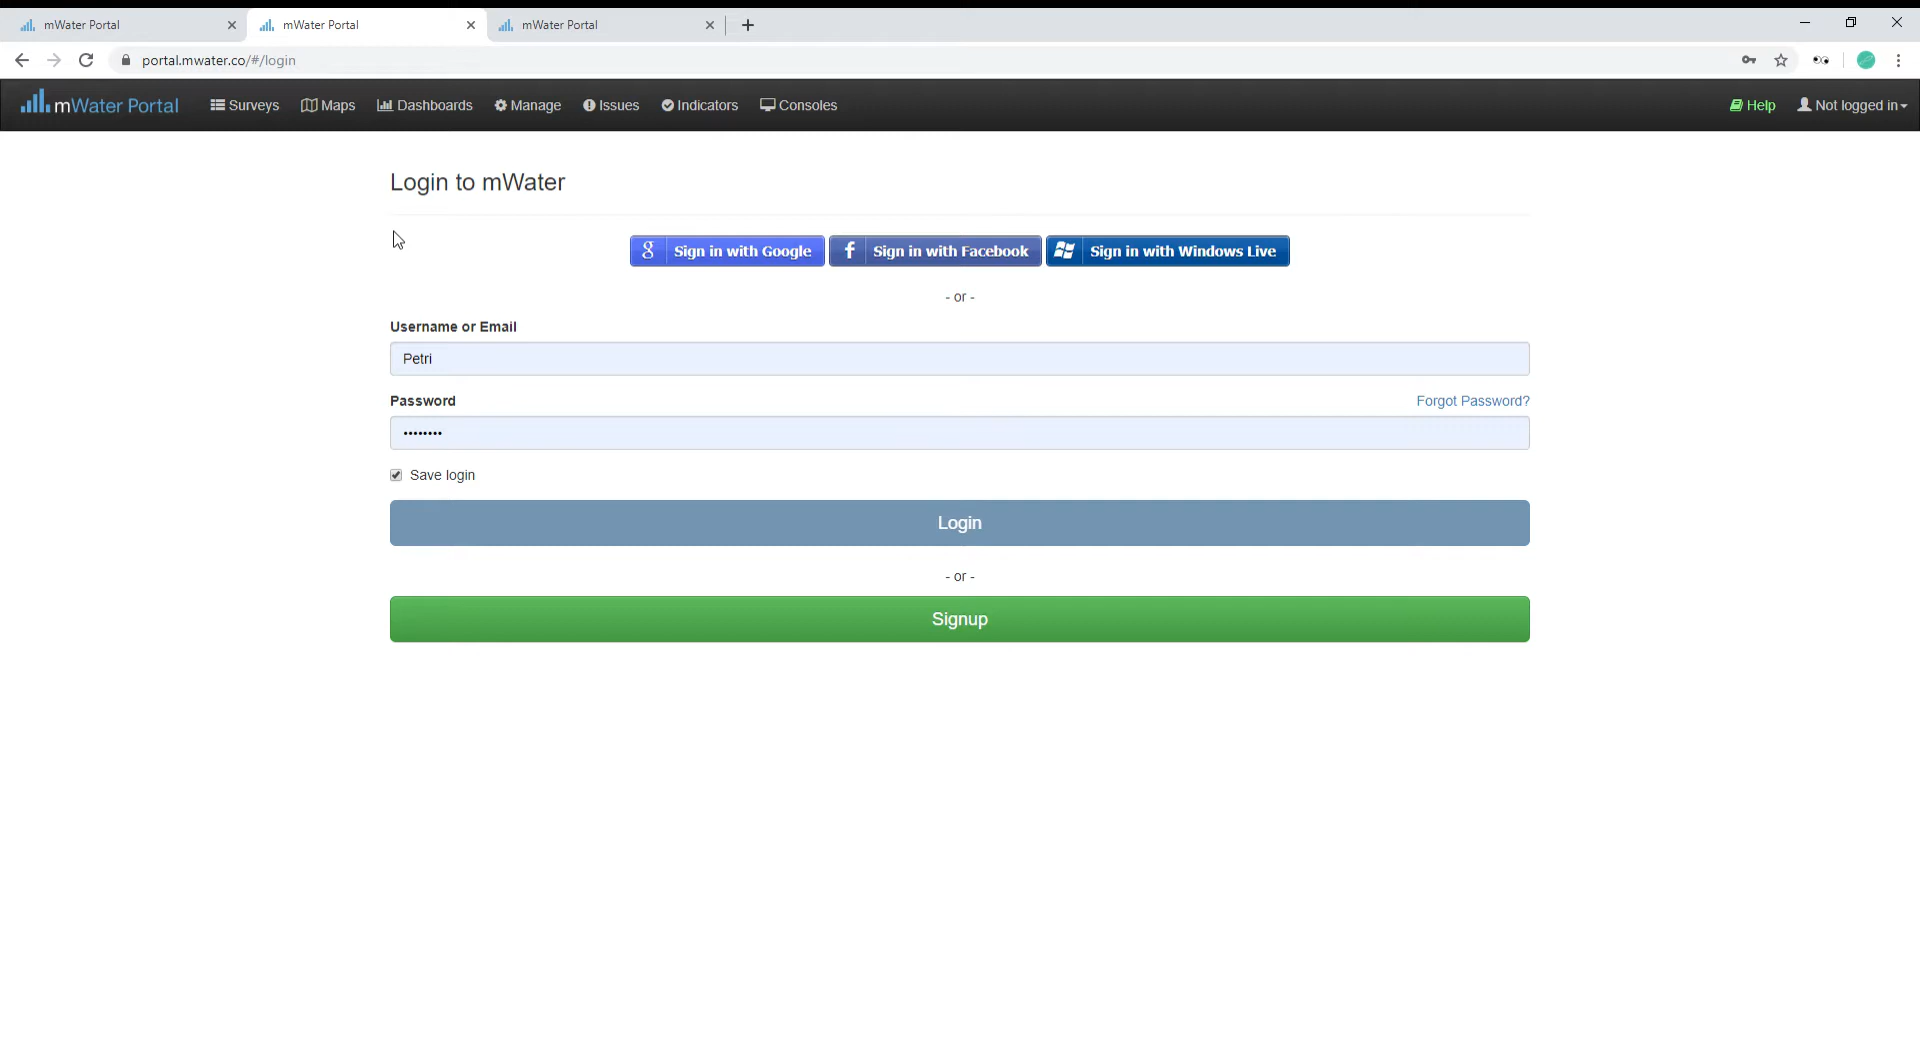 mWater Portal
mWater Portal
mWater Portal
portal.mwater.co/#/login
mWater Portal Surveys Maps Dashboards Manage Issues Indicators Consoles Help Not logged in
Login to mWater
Sign in with Google Sign in with Facebook Sign in with Windows Live
- or -
Username or Email
Petri
Password Forgot Password?
••••••••
Save login
Login
- or -
Signup